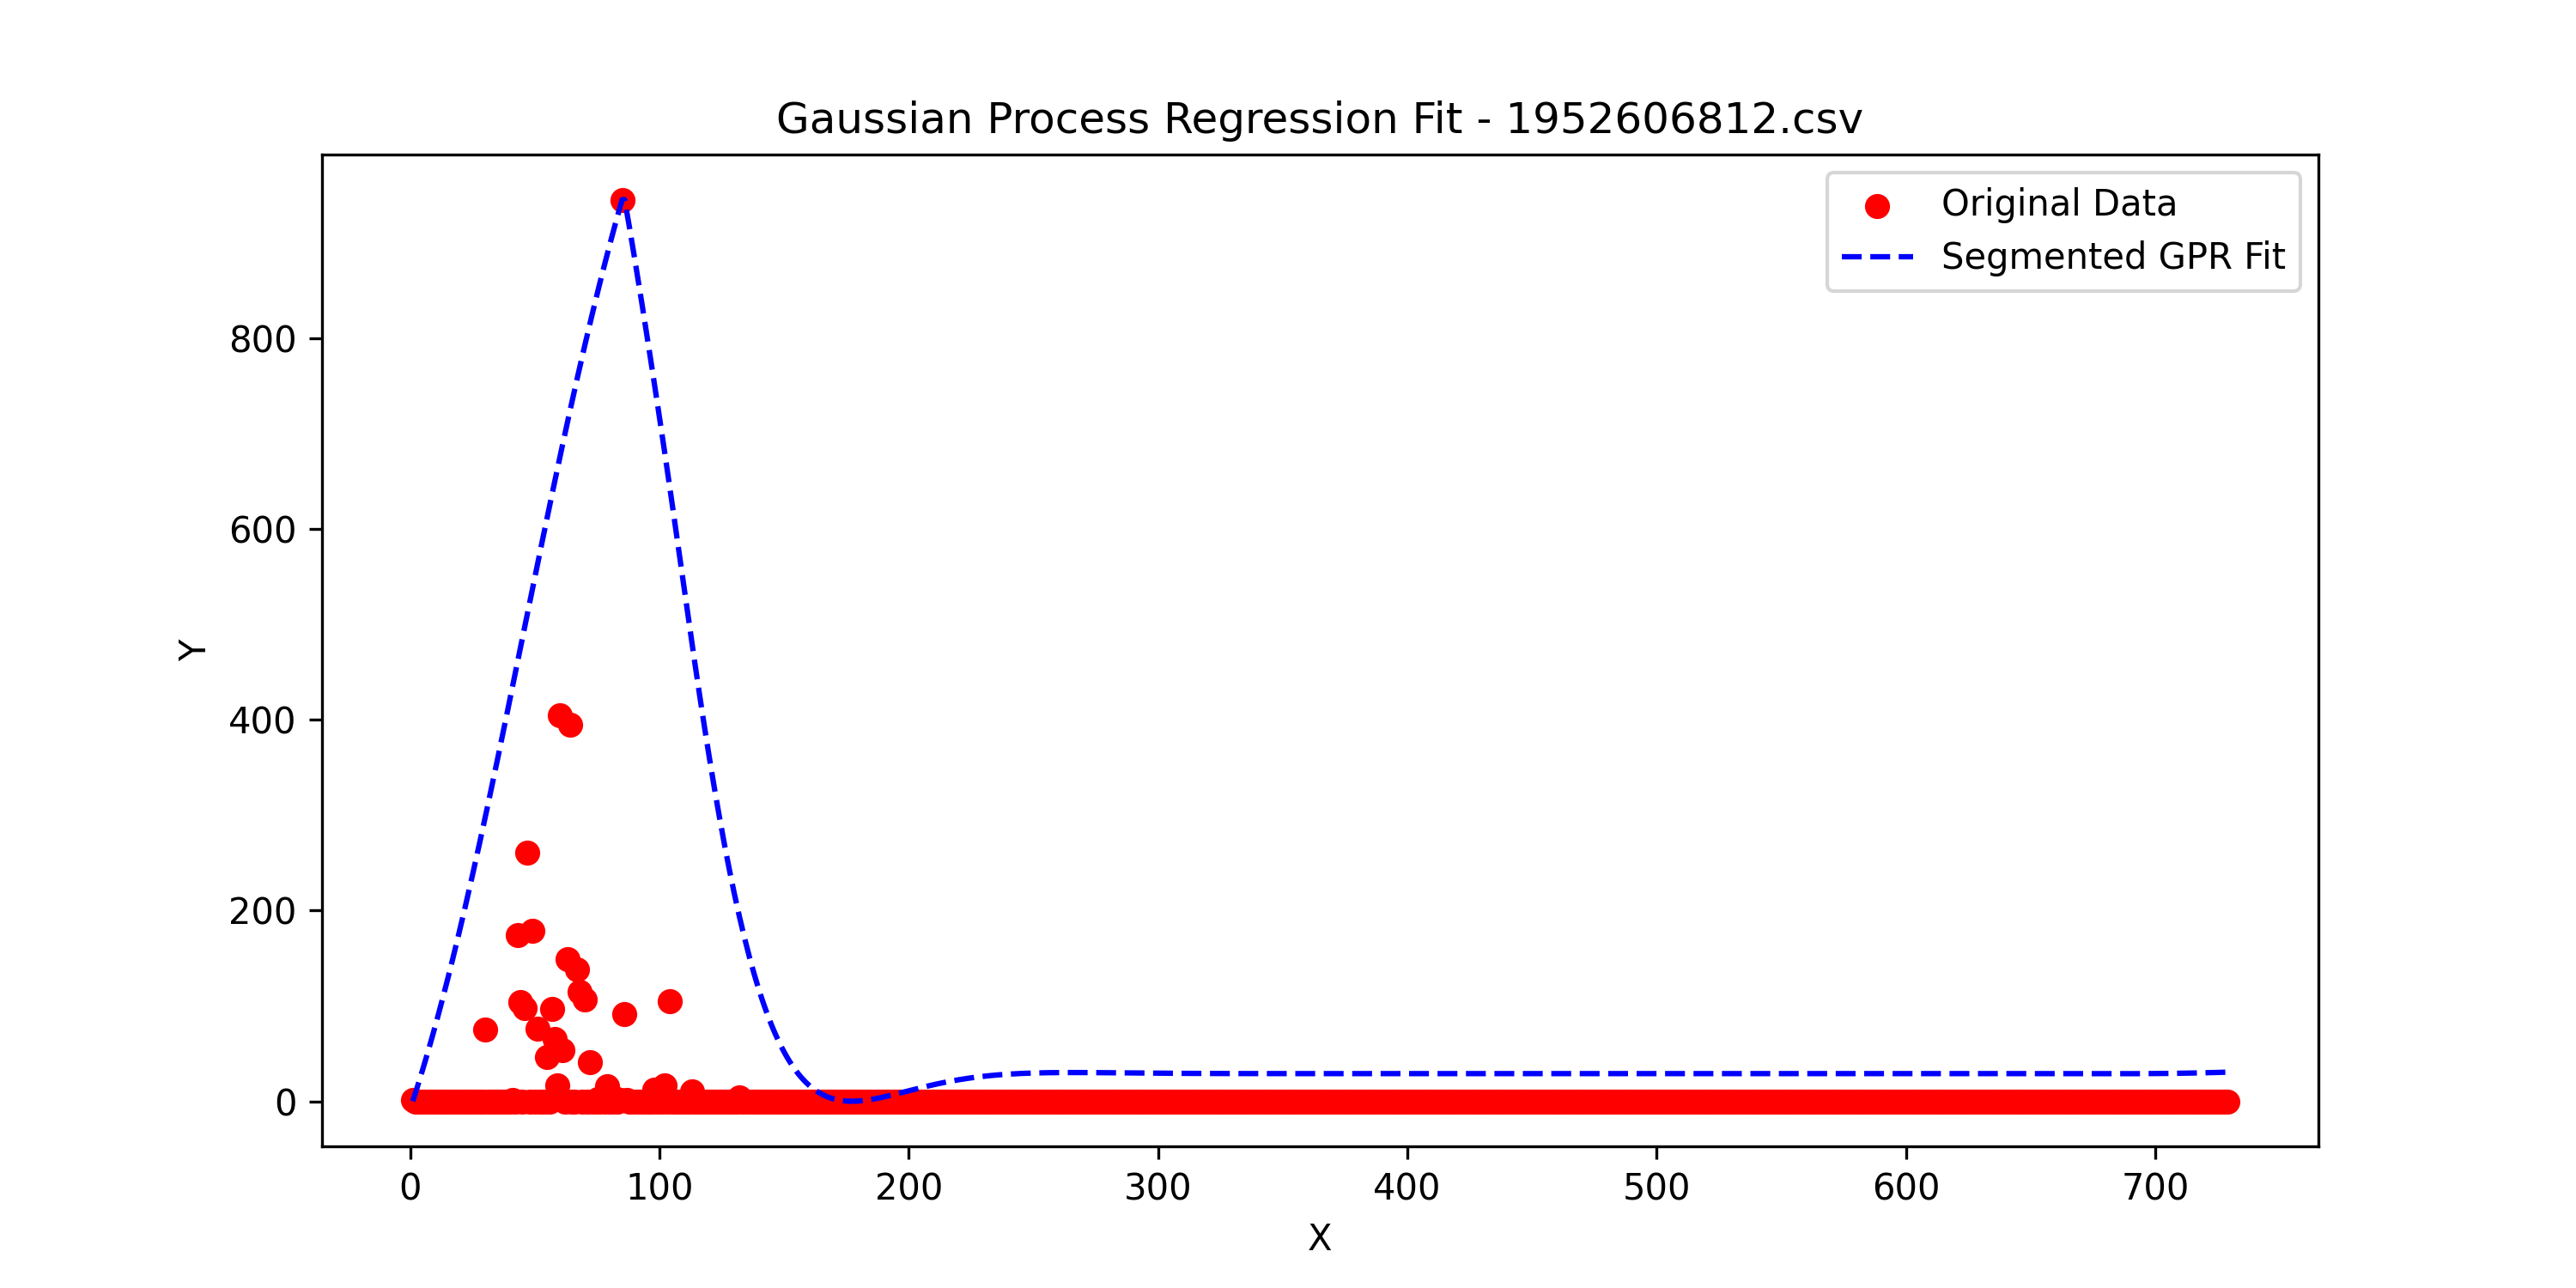 Gaussian Process Regression Fit - 1952606812.csv
Original Data
Segmented GPR Fit
Y
800
600
400
200
0
0 100 200 300 400 500 600 700
X